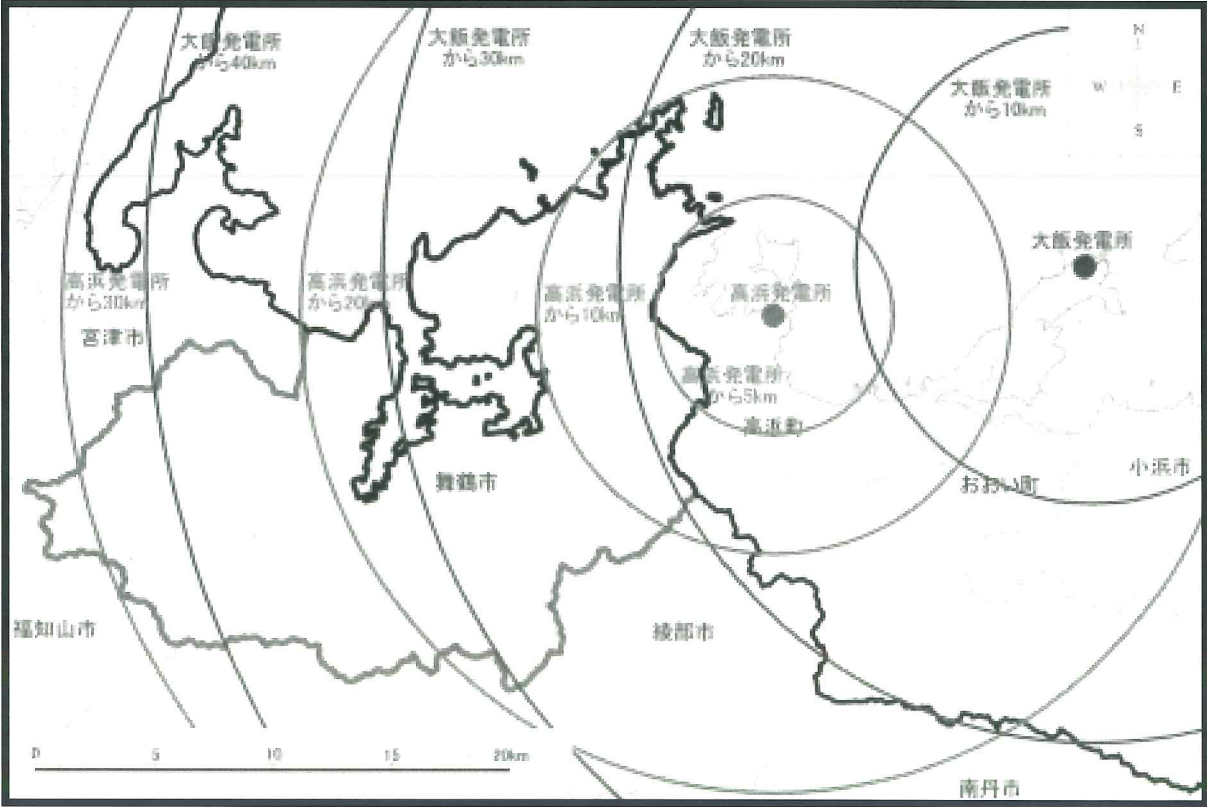 大飯発電所
から40km
大飯発電所
から30km
大飯発電所
から20km
大飯発電所
から10km
N
W
E
S
大飯発電所
高浜発電所
から30km
高浜発電所
から20km
高浜発電所
から10km
高浜発電所
宮津市
高浜発電所
から5km
高浜町
舞鶴市
小浜市
おおい町
福知山市
綾部市
0
5
10
15
20km
南丹市